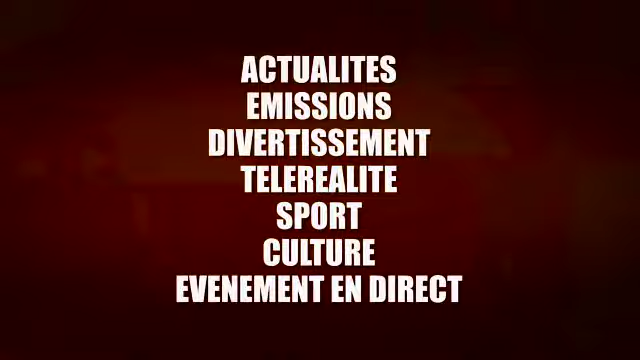 ACTUALITES
EMISSIONS
DIVERTISSEMENT
TELEREALITE
SPORT
CULTURE
EVENEMENT EN DIRECT